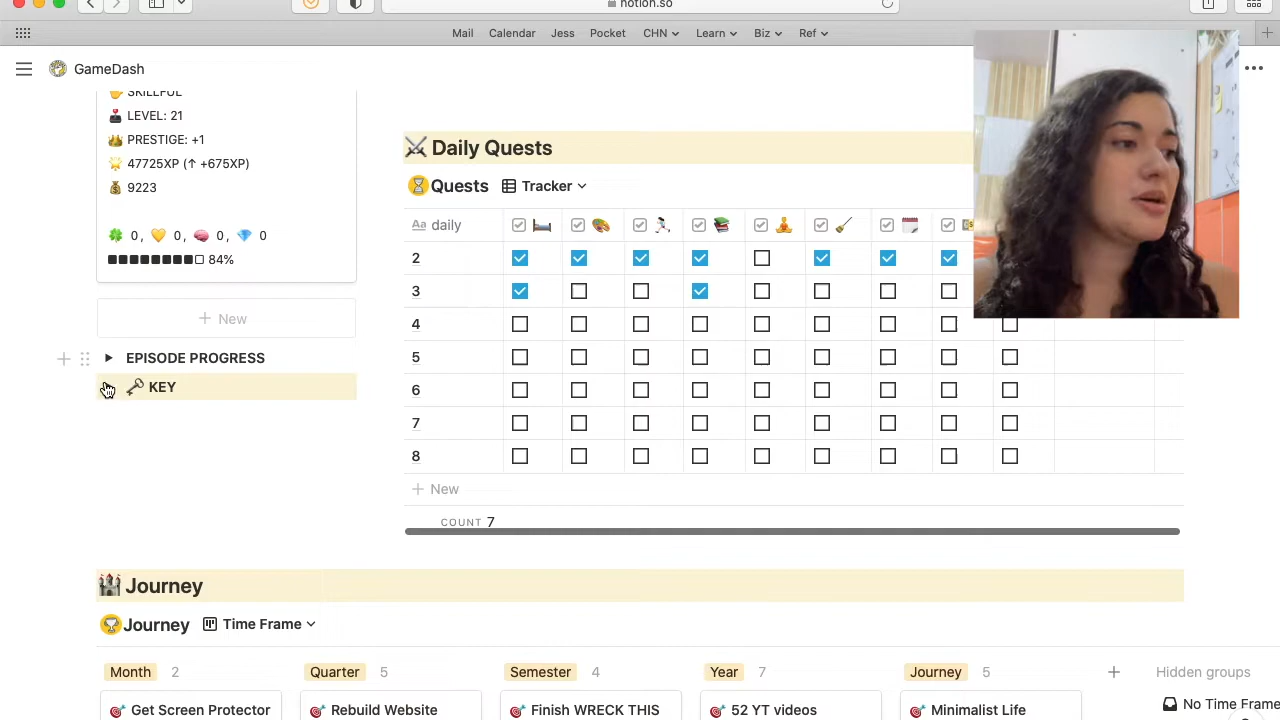 notion.so
Mail Calendar Jess Pocket CHN Learn Biz Ref
GameDash
SKILLFUL
LEVEL: 21
PRESTIGE: +1
47725XP (↑ +675XP)
9223
0, 0, 0, 0
84%
New
EPISODE PROGRESS
KEY
Daily Quests
Quests Tracker
Aa daily
2
3
4
5
6
7
8
New
COUNT 7
Journey
Journey Time Frame
Month 2 Quarter 5 Semester 4 Year 7 Journey 5 Hidden groups
Get Screen Protector Rebuild Website Finish WRECK THIS 52 YT videos Minimalist Life No Time Frame